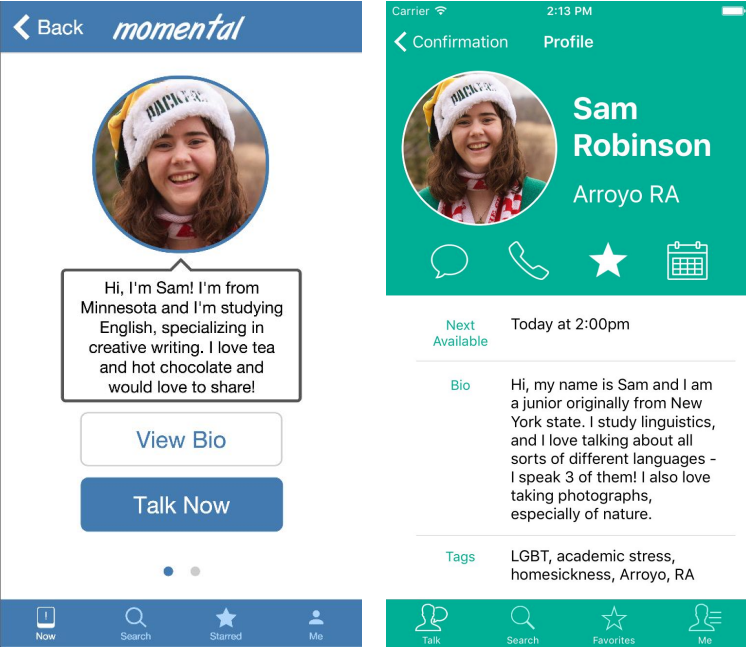 Back
momental
PACKERS
Hi, I'm Sam! I'm from
Minnesota and I'm studying
English, specializing in
creative writing. I love tea
and hot chocolate and
would love to share!
View Bio
Talk Now
Now
Search
Starred
Me
Carrier
2:13 PM
Confirmation
Profile
PACKERS
Sam
Robinson
Arroyo RA
Next
Available
Today at 2:00pm
Bio
Hi, my name is Sam and I am
a junior originally from New
York state. I study linguistics,
and I love talking about all
sorts of different languages -
I speak 3 of them! I also love
taking photographs,
especially of nature.
Tags
LGBT, academic stress,
homesickness, Arroyo, RA
Talk
Search
Favorites
Me